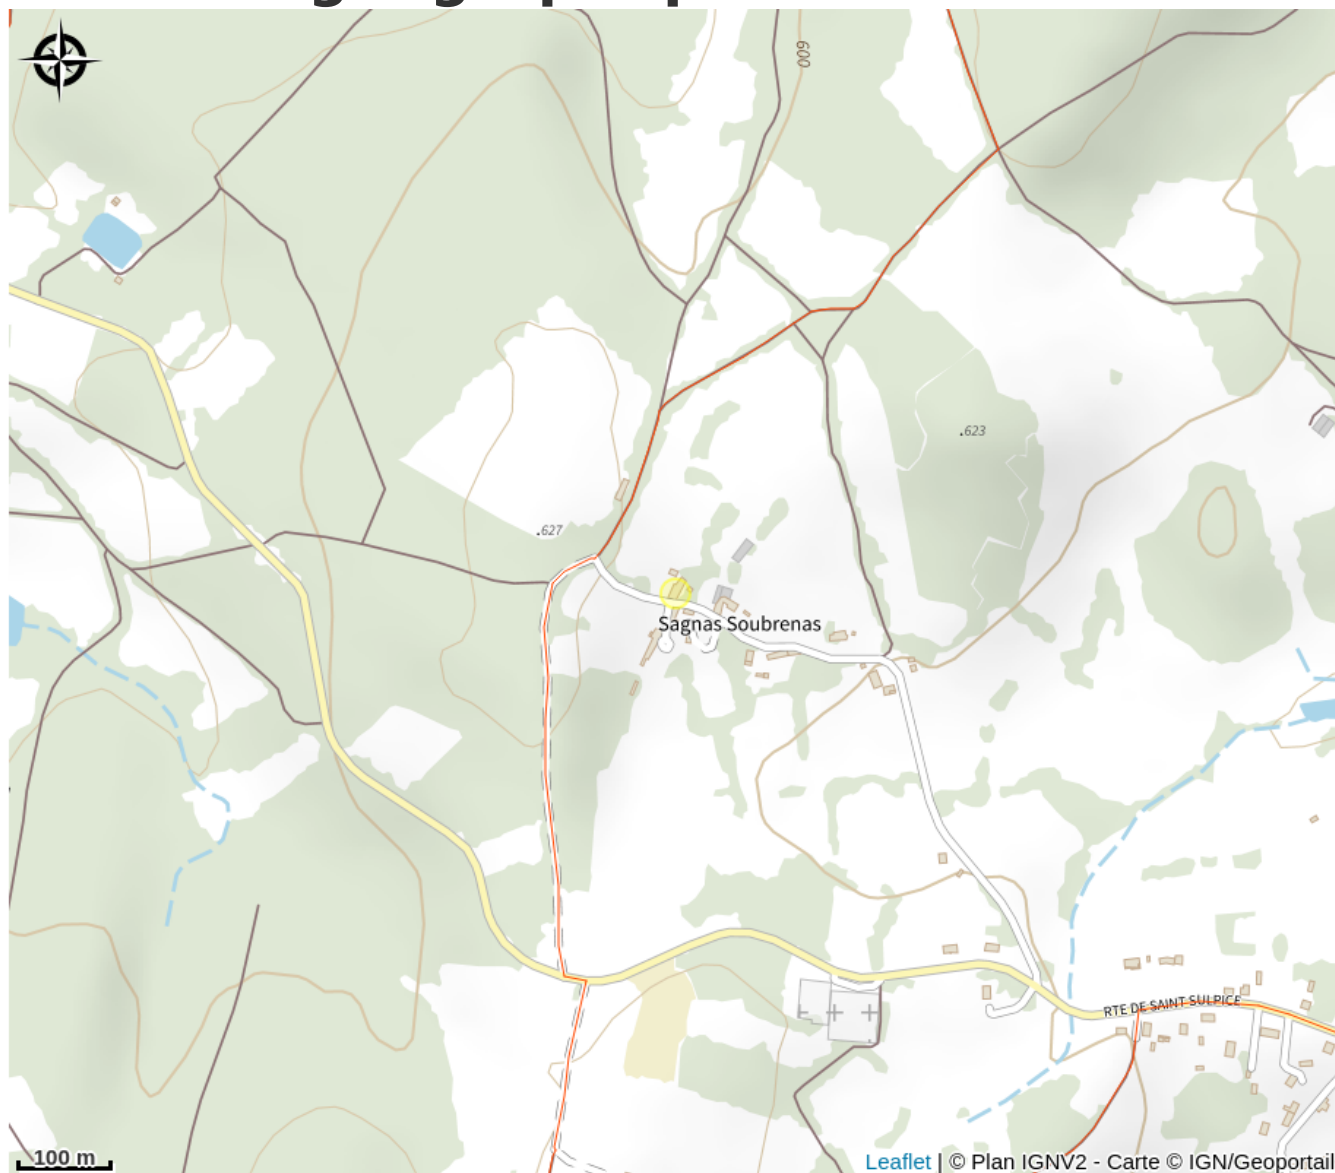 600
.623
.627
Sagnas Soubrenas
RTE DE SAINT SULPICE
100 m
Leaflet | © Plan IGNV2 - Carte © IGN/Geoportail